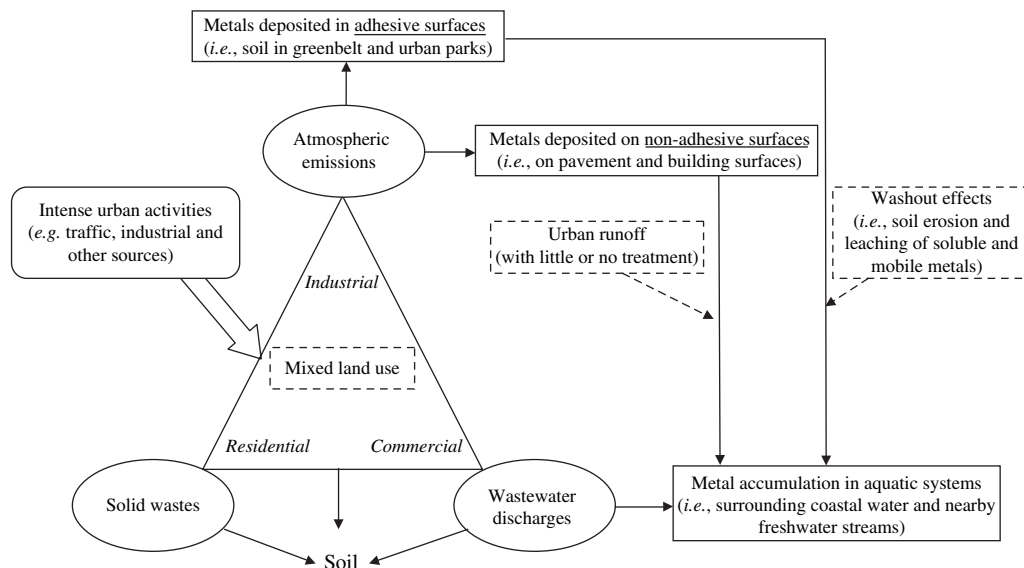 Metals deposited in adhesive surfaces
(i.e., soil in greenbelt and urban parks)
Atmospheric
emissions
Metals deposited on non-adhesive surfaces
(i.e., on pavement and building surfaces)
Intense urban activities
(e.g. traffic, industrial and
other sources)
Urban runoff
(with little or no treatment)
Washout effects
(i.e., soil erosion and
leaching of soluble and
mobile metals)
Industrial
Mixed land use
Residential
Commercial
Solid wastes
Wastewater
discharges
Metal accumulation in aquatic systems
(i.e., surrounding coastal water and nearby
freshwater streams)
Soil